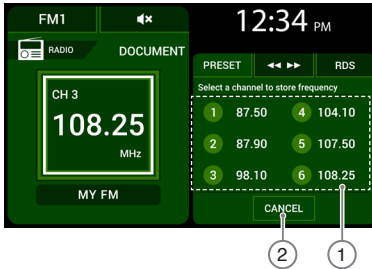 FM1
12:34 PM
RADIO
DOCUMENT
PRESET
RDS
Select a channel to store frequency
CH 3
108.25
MHz
1 87.50 4 104.10
2 87.90 5 107.50
3 98.10 6 108.25
MY FM
CANCEL
2 1